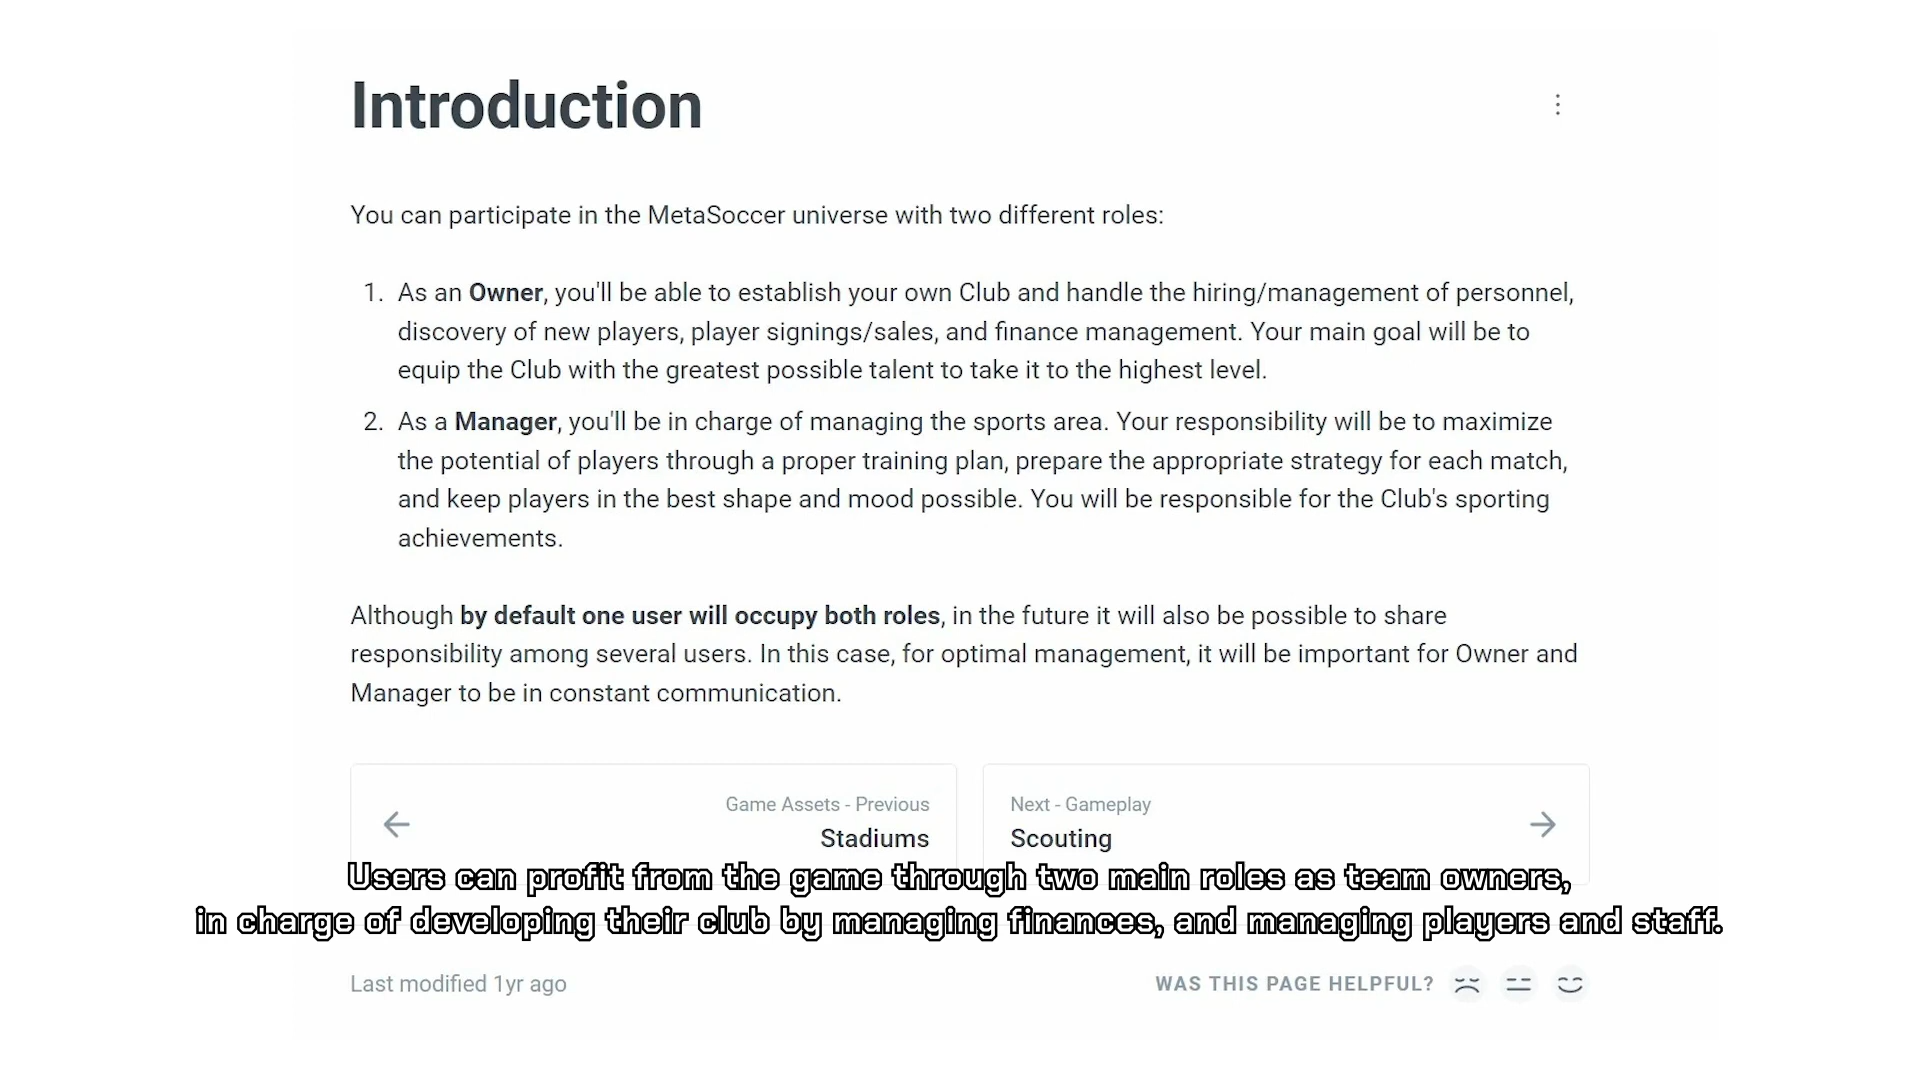 Introduction
You can participate in the MetaSoccer universe with two different roles:
1. As an Owner, you'll be able to establish your own Club and handle the hiring/management of personnel,
discovery of new players, player signings/sales, and finance management. Your main goal will be to
equip the Club with the greatest possible talent to take it to the highest level.
2. As a Manager, you'll be in charge of managing the sports area. Your responsibility will be to maximize
the potential of players through a proper training plan, prepare the appropriate strategy for each match,
and keep players in the best shape and mood possible. You will be responsible for the Club's sporting
achievements.
Although by default one user will occupy both roles, in the future it will also be possible to share
responsibility among several users. In this case, for optimal management, it will be important for Owner and
Manager to be in constant communication.
Game Assets - Previous
Stadiums
Next - Gameplay
Scouting
Users can profit from the game through two main roles as team owners,
in charge of developing their club by managing finances, and managing players and staff.
Last modified 1yr ago
WAS THIS PAGE HELPFUL?